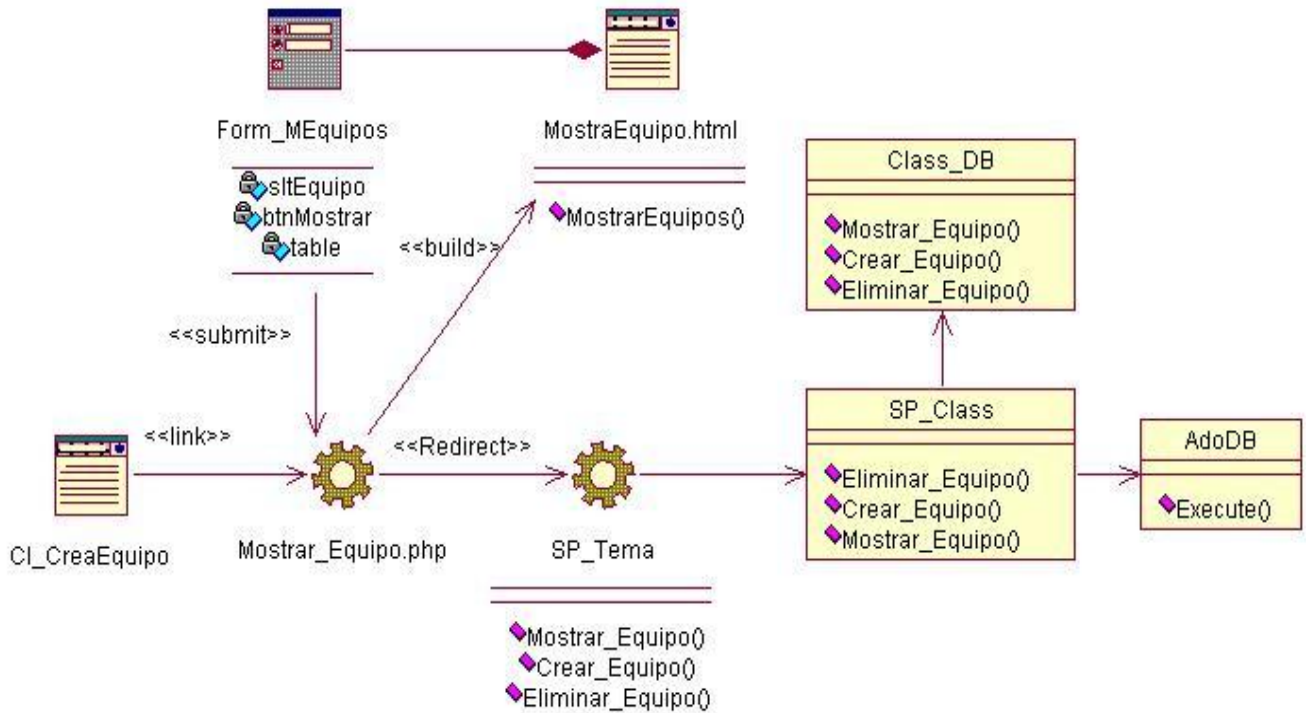 Form_MEquipos
sltEquipo
btnMostrar
table
MostraEquipo.html
MostrarEquipos()
<<build>>
<<submit>>
Class_DB
Mostrar_Equipo()
Crear_Equipo()
Eliminar_Equipo()
Cl_CreaEquipo
<<link>>
Mostrar_Equipo.php
<<Redirect>>
SP_Tema
Mostrar_Equipo()
Crear_Equipo()
Eliminar_Equipo()
SP_Class
Eliminar_Equipo()
Crear_Equipo()
Mostrar_Equipo()
AdoDB
Execute()